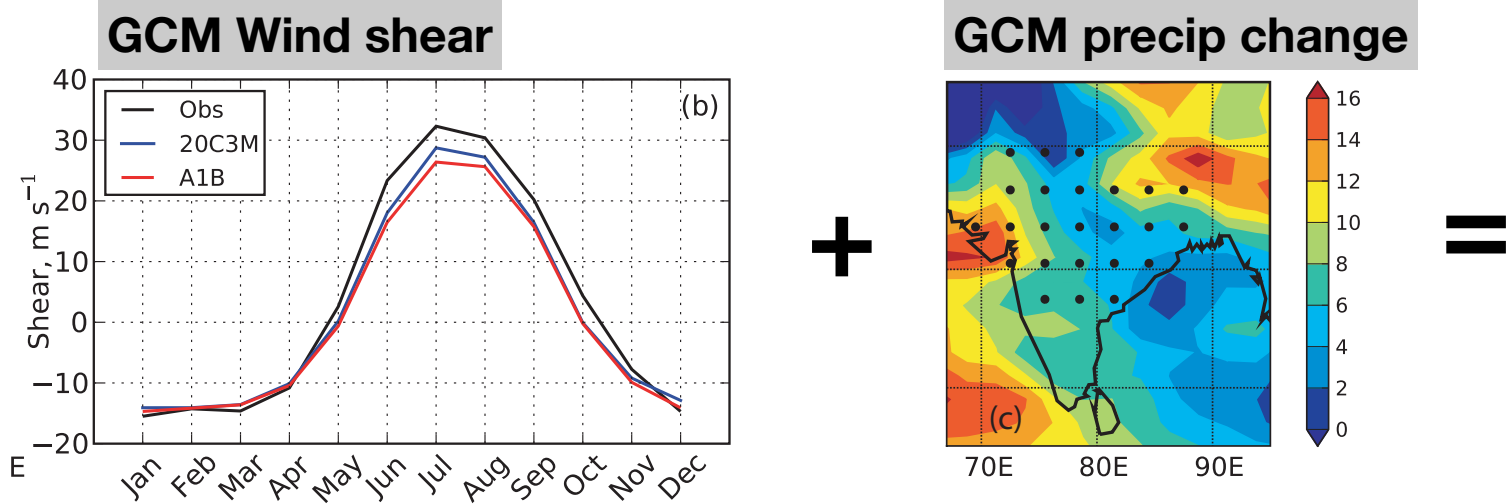 GCM Wind shear
GCM precip change
(b)
Obs
20C3M
A1B
Shear, m s⁻¹
40
30
20
10
0
−10
−20
E
Jan
Feb
Mar
Apr
May
Jun
Jul
Aug
Sep
Oct
Nov
Dec
+
(c)
70E
80E
90E
16
14
12
10
8
6
4
2
0
=